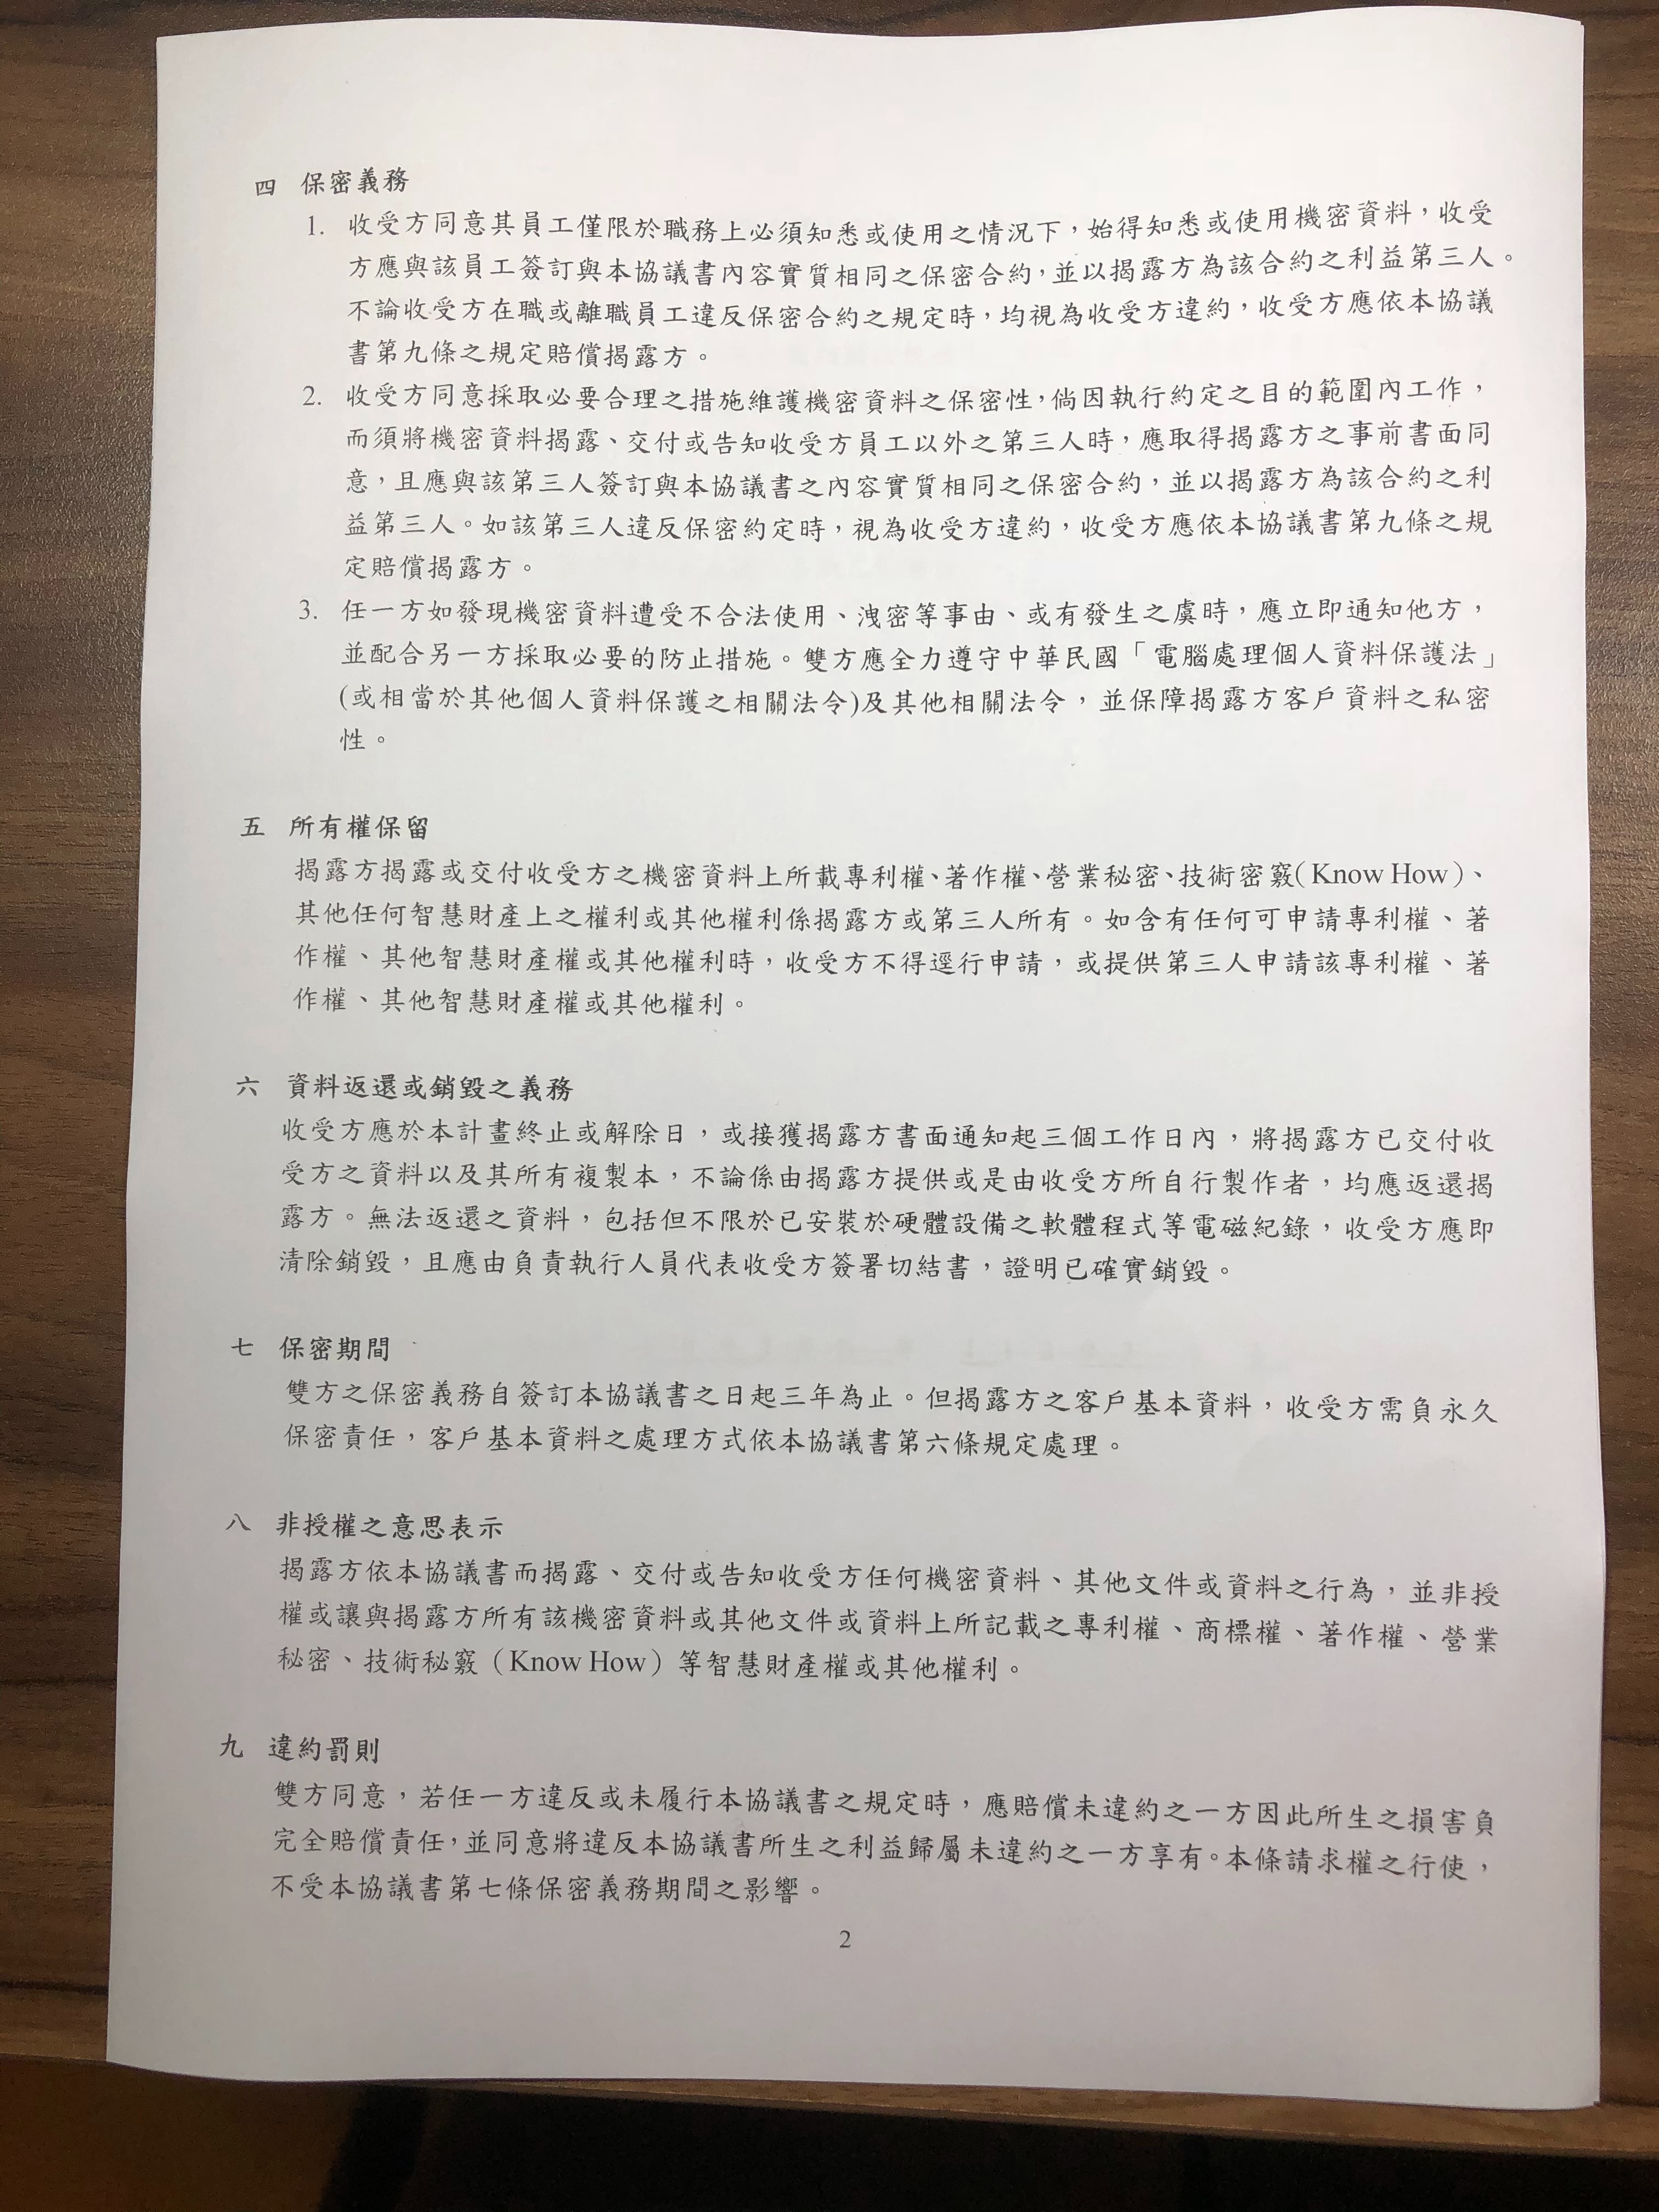 四 保密義務
1. 收受方同意其員工僅限於職務上必須知悉或使用之情況下，始得知悉或使用機密資料，收受
方應與該員工簽訂與本協議書內容實質相同之保密合約，並以揭露方為該合約之利益第三人。
不論收受方在職或離職員工違反保密合約之規定時，均視為收受方違約，收受方應依本協議
書第九條之規定賠償揭露方。
2. 收受方同意採取必要合理之措施維護機密資料之保密性，倘因執行約定之目的範圍內工作，
而須將機密資料揭露、交付或告知收受方員工以外之第三人時，應取得揭露方之事前書面同
意，且應與該第三人簽訂與本協議書之內容實質相同之保密合約，並以揭露方為該合約之利
益第三人。如該第三人違反保密約定時，視為收受方違約，收受方應依本協議書第九條之規
定賠償揭露方。
3. 任一方如發現機密資料遭受不合法使用、洩密等事由、或有發生之虞時，應立即通知他方，
並配合另一方採取必要的防止措施。雙方應全力遵守中華民國「電腦處理個人資料保護法」
(或相當於其他個人資料保護之相關法令)及其他相關法令，並保障揭露方客戶資料之私密
性。
五 所有權保留
揭露方揭露或交付收受方之機密資料上所載專利權、著作權、營業秘密、技術密竅(Know How)、
其他任何智慧財產上之權利或其他權利係揭露方或第三人所有。如含有任何可申請專利權、著
作權、其他智慧財產權或其他權利時，收受方不得逕行申請，或提供第三人申請該專利權、著
作權、其他智慧財產權或其他權利。
六 資料返還或銷毀之義務
收受方應於本計畫終止或解除日，或接獲揭露方書面通知起三個工作日內，將揭露方已交付收
受方之資料以及其所有複製本，不論係由揭露方提供或是由收受方所自行製作者，均應返還揭
露方。無法返還之資料，包括但不限於已安裝於硬體設備之軟體程式等電磁紀錄，收受方應即
清除銷毀，且應由負責執行人員代表收受方簽署切結書，證明已確實銷毀。
七 保密期間
雙方之保密義務自簽訂本協議書之日起三年為止。但揭露方之客戶基本資料，收受方需負永久
保密責任，客戶基本資料之處理方式依本協議書第六條規定處理。
八 非授權之意思表示
揭露方依本協議書而揭露、交付或告知收受方任何機密資料、其他文件或資料之行為，並非授
權或讓與揭露方所有該機密資料或其他文件或資料上所記載之專利權、商標權、著作權、營業
秘密、技術秘竅（Know How）等智慧財產權或其他權利。
九 違約罰則
雙方同意，若任一方違反或未履行本協議書之規定時，應賠償未違約之一方因此所生之損害負
完全賠償責任，並同意將違反本協議書所生之利益歸屬未違約之一方享有。本條請求權之行使，
不受本協議書第七條保密義務期間之影響。
2